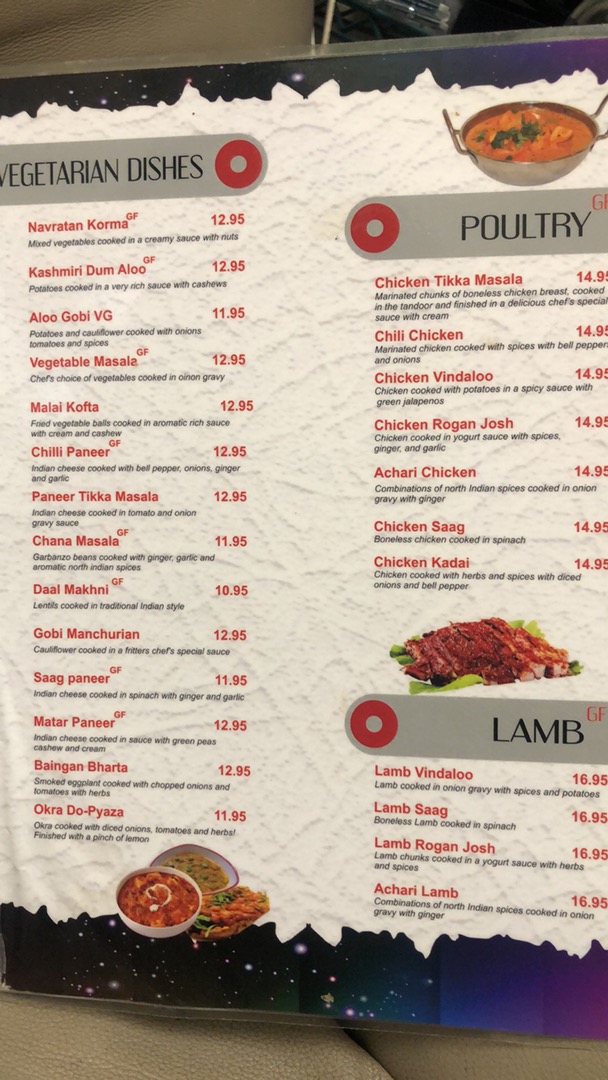 VEGETARIAN DISHES
Navratan Korma GF 12.95
Mixed vegetables cooked in a creamy sauce with nuts
Kashmiri Dum Aloo GF 12.95
Potatoes cooked in a very rich sauce with cashews
Aloo Gobi VG 11.95
Potatoes and cauliflower cooked with onions
tomatoes and spices
Vegetable Masala GF 12.95
Chef's choice of vegetables cooked in oinon gravy
Malai Kofta 12.95
Fried vegetable balls cooked in aromatic rich sauce
with cream and cashew
Chilli Paneer GF 12.95
Indian cheese cooked with bell pepper, onions, ginger
and garlic
Paneer Tikka Masala 12.95
Indian cheese cooked in tomato and onion
gravy sauce
Chana Masala GF 11.95
Garbanzo beans cooked with ginger, garlic and
aromatic north indian spices
Daal Makhni GF 10.95
Lentils cooked in traditional Indian style
Gobi Manchurian 12.95
Cauliflower cooked in a fritters chef's special sauce
Saag paneer GF 11.95
Indian cheese cooked in spinach with ginger and garlic
Matar Paneer GF 12.95
Indian cheese cooked in sauce with green peas
cashew and cream
Baingan Bharta 12.95
Smoked eggplant cooked with chopped onions and
tomatoes with herbs
Okra Do-Pyaza 11.95
Okra cooked with diced onions, tomatoes and herbs!
Finished with a pinch of lemon
POULTRY GF
Chicken Tikka Masala 14.95
Marinated chunks of boneless chicken breast, cooked
in the tandoor and finished in a delicious chef's special
sauce with cream
Chili Chicken 14.95
Marinated chicken cooked with spices with bell peppers
and onions
Chicken Vindaloo 14.95
Chicken cooked with potatoes in a spicy sauce with
green jalapenos
Chicken Rogan Josh 14.95
Chicken cooked in yogurt sauce with spices,
ginger, and garlic
Achari Chicken 14.95
Combinations of north Indian spices cooked in onion
gravy with ginger
Chicken Saag 14.95
Boneless chicken cooked in spinach
Chicken Kadai 14.95
Chicken cooked with herbs and spices with diced
onions and bell pepper
LAMB GF
Lamb Vindaloo 16.95
Lamb cooked in onion gravy with spices and potatoes
Lamb Saag 16.95
Boneless Lamb cooked in spinach
Lamb Rogan Josh 16.95
Lamb chunks cooked in a yogurt sauce with herbs
and spices
Achari Lamb 16.95
Combinations of north Indian spices cooked in onion
gravy with ginger